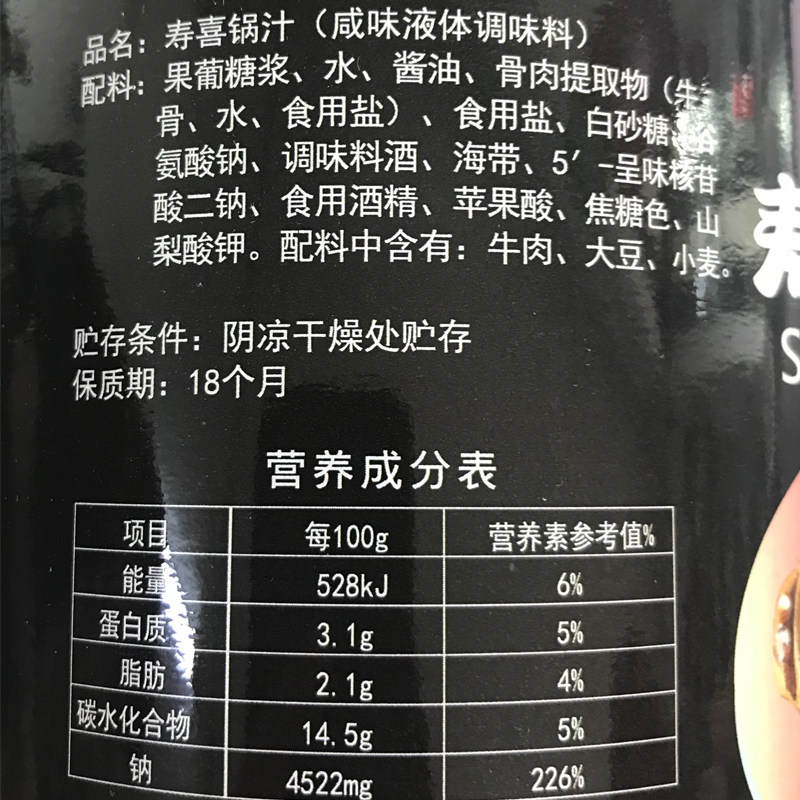 品名：寿喜锅汁（咸味液体调味料）
配料：果葡糖浆、水、酱油、骨肉提取物（牛
骨、水、食用盐）、食用盐、白砂糖、谷
氨酸钠、调味料酒、海带、5′-呈味核苷
酸二钠、食用酒精、苹果酸、焦糖色、山
梨酸钾。配料中含有：牛肉、大豆、小麦。
贮存条件：阴凉干燥处贮存
保质期：18个月
营养成分表
项目 每100g 营养素参考值%
能量 528kJ 6%
蛋白质 3.1g 5%
脂肪 2.1g 4%
碳水化合物 14.5g 5%
钠 4522mg 226%
寿
S